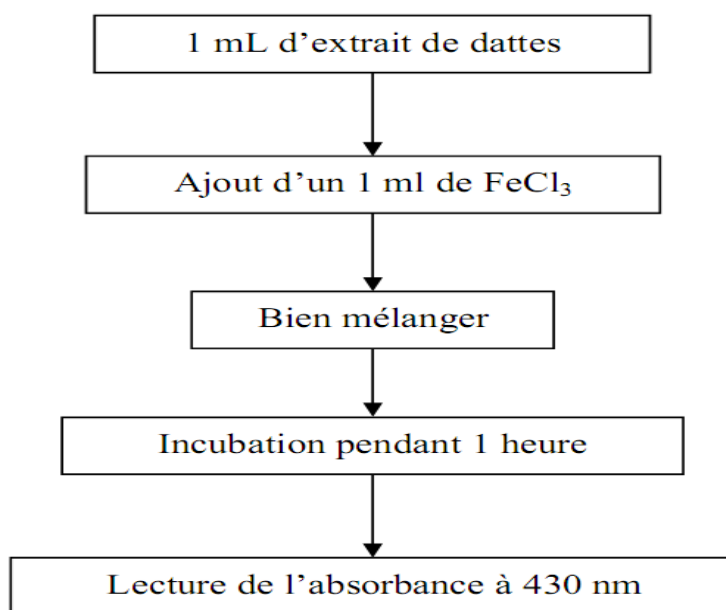 1 mL d’extrait de dattes
Ajout d’un 1 ml de FeCl₃
Bien mélanger
Incubation pendant 1 heure
Lecture de l’absorbance à 430 nm